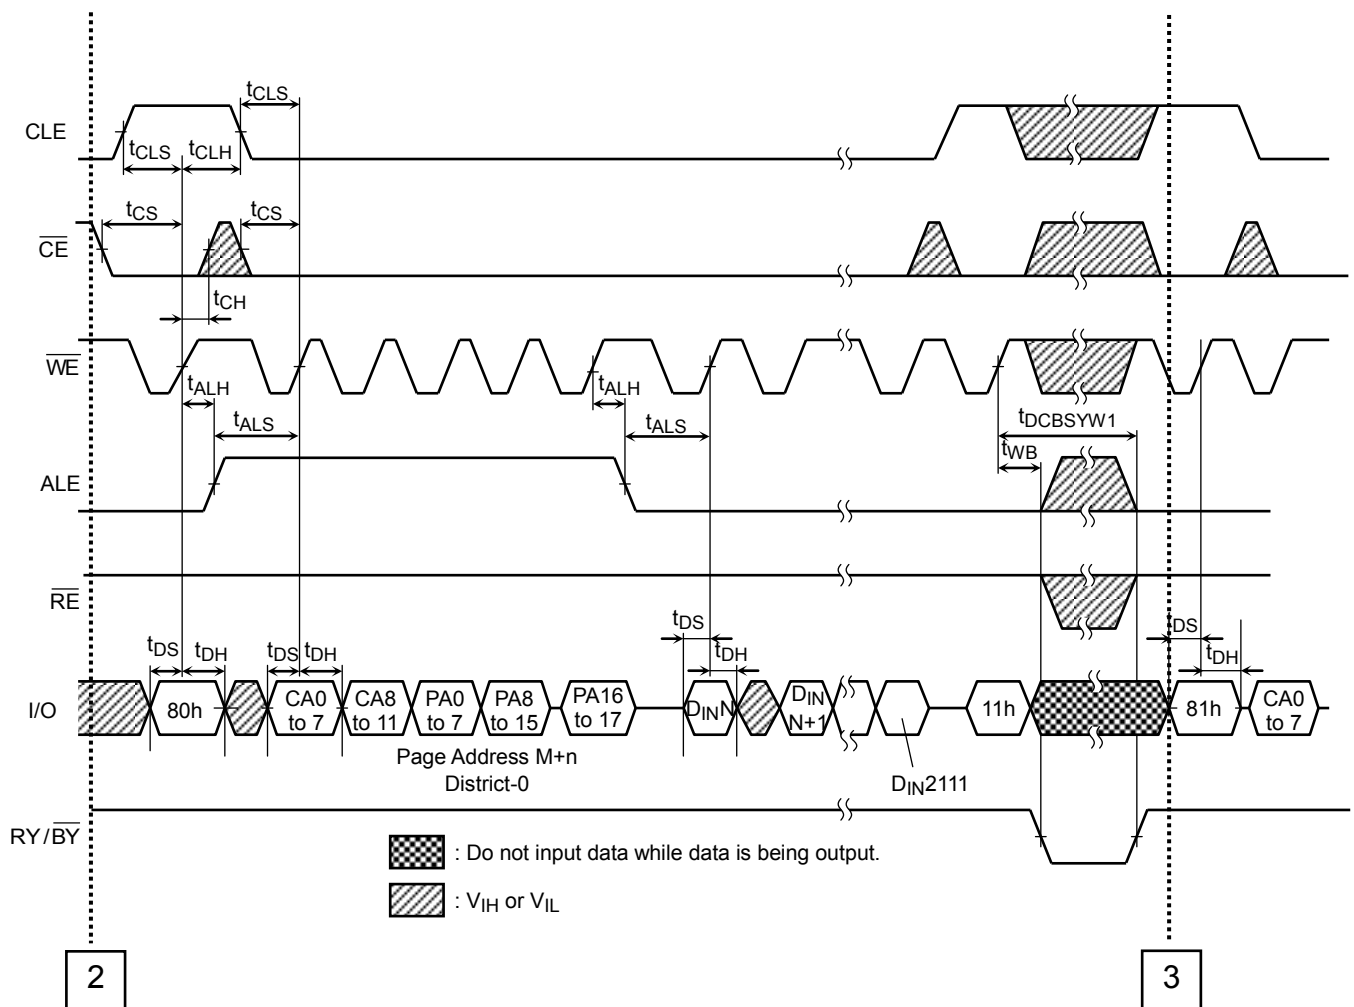 tCLS
CLE
tCLS
tCLH
tCS
tCS
CE
tCH
WE
tALH
tALH
tALS
tALS
tDCBSYW1
tWB
ALE
RE
tDS
tDH
tDS
tDH
tDS
tDH
DS
tDH
I/O
80h
CA0 to 7
CA8 to 11
PA0 to 7
PA8 to 15
PA16 to 17
DINN
DIN N+1
11h
81h
CA0 to 7
Page Address M+n
District-0
DIN2111
RY/BY
: Do not input data while data is being output.
: VIH or VIL
2
3